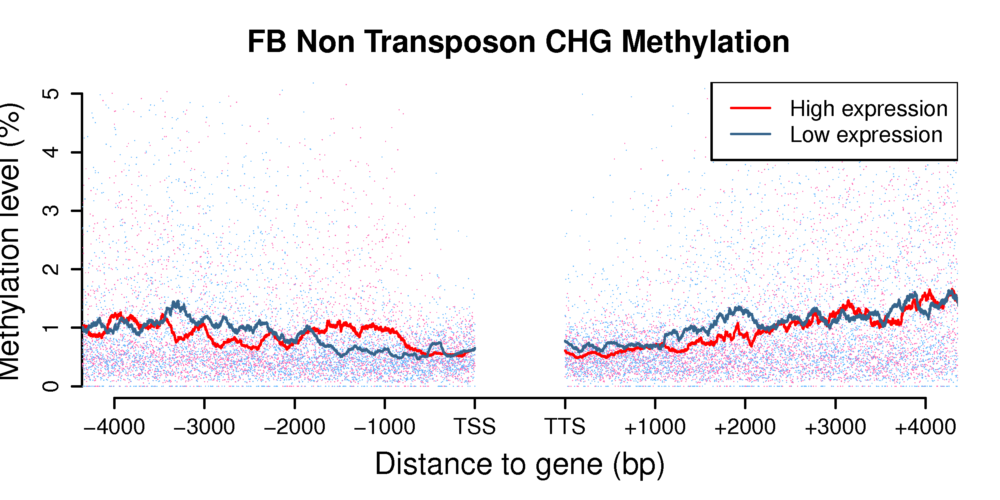 FB Non Transposon CHG Methylation
High expression
Low expression
Methylation level (%)
5
4
3
2
1
0
−4000 −3000 −2000 −1000 TSS TTS +1000 +2000 +3000 +4000
Distance to gene (bp)